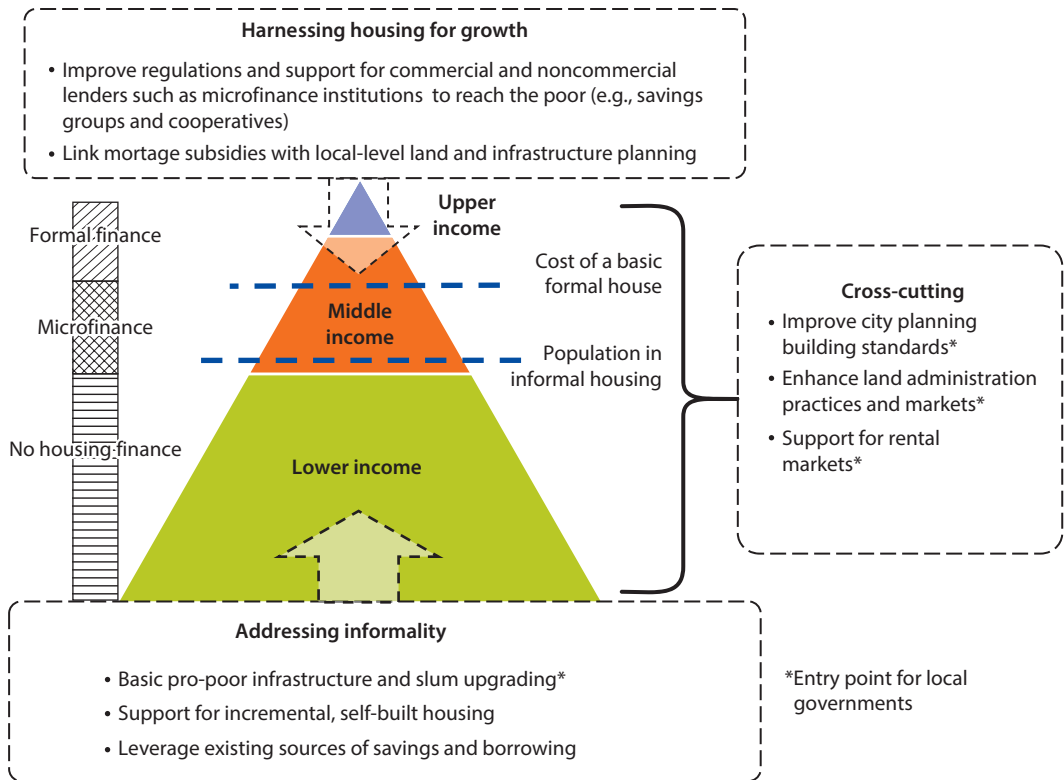 Harnessing housing for growth
• Improve regulations and support for commercial and noncommercial
lenders such as microfinance institutions to reach the poor (e.g., savings
groups and cooperatives)
• Link mortage subsidies with local-level land and infrastructure planning
Formal finance
Microfinance
No housing finance
Upper
income
Middle
income
Lower income
Cost of a basic
formal house
Population in
informal housing
Cross-cutting
• Improve city planning
building standards*
• Enhance land administration
practices and markets*
• Support for rental
markets*
Addressing informality
• Basic pro-poor infrastructure and slum upgrading*
• Support for incremental, self-built housing
• Leverage existing sources of savings and borrowing
*Entry point for local
governments